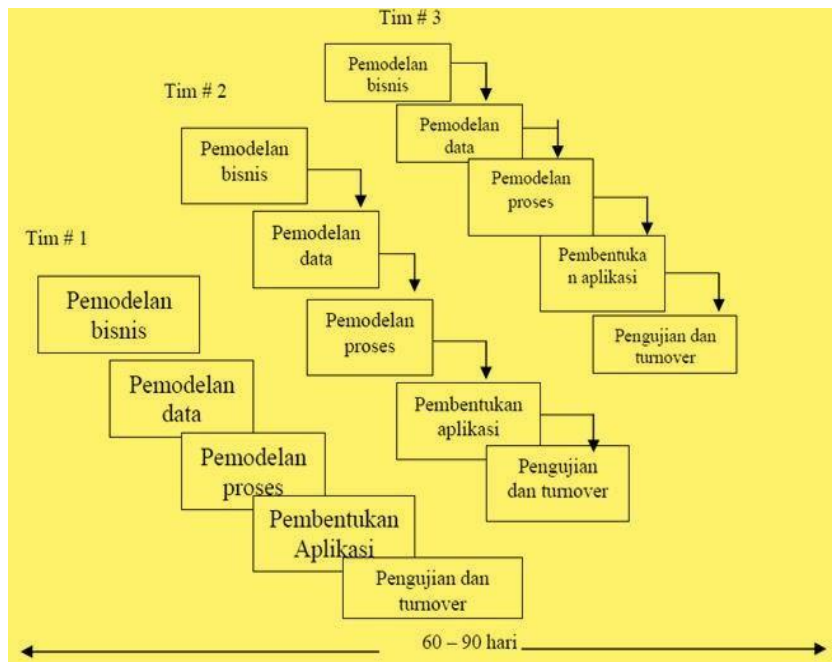 Tim # 3
Pemodelan
bisnis
Pemodelan
data
Pemodelan
proses
Pembentuka
n aplikasi
Pengujian dan
turnover
Tim # 2
Pemodelan
bisnis
Pemodelan
data
Pemodelan
proses
Pembentukan
aplikasi
Pengujian
dan turnover
Tim # 1
Pemodelan
bisnis
Pemodelan
data
Pemodelan
proses
Pembentukan
Aplikasi
Pengujian dan
turnover
60 – 90 hari